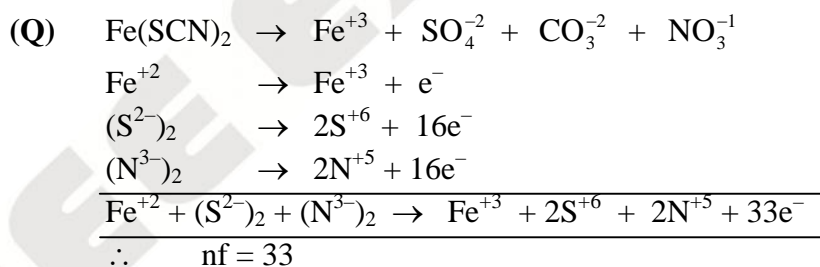 (Q) Fe(SCN)₂ → Fe⁺³ + SO₄⁻² + CO₃⁻² + NO₃⁻¹
Fe⁺² → Fe⁺³ + e⁻
(S²⁻)₂ → 2S⁺⁶ + 16e⁻
(N³⁻)₂ → 2N⁺⁵ + 16e⁻
Fe⁺² + (S²⁻)₂ + (N³⁻)₂ → Fe⁺³ + 2S⁺⁶ + 2N⁺⁵ + 33e⁻
∴ nf = 33